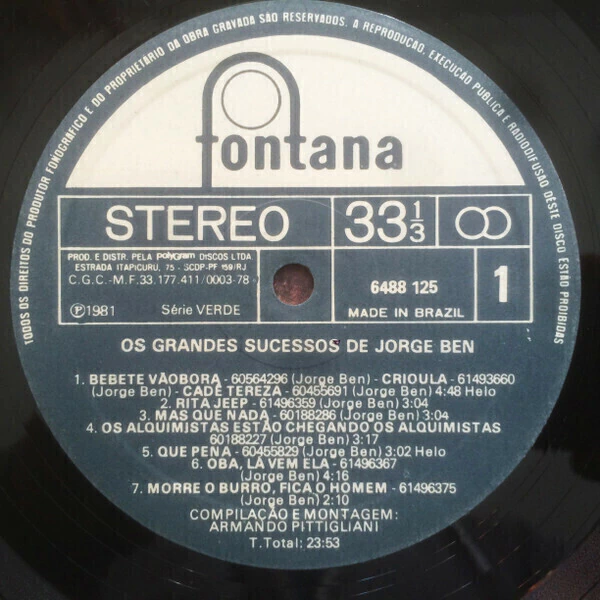 TODOS OS DIREITOS DO PRODUTOR FONOGRÁFICO E DO PROPRIETÁRIO DA OBRA GRAVADA SÃO RESERVADOS. A REPRODUÇÃO, EXECUÇÃO PÚBLICA E RADIODIFUSÃO DESTE DISCO ESTÃO PROIBIDAS
fontana
STEREO 33 1/3
PROD. E DISTR. PELA polyGram DISCOS LTDA
ESTRADA ITAPICURU, 75 - SCDP-PF 159/RJ
C.G.C.-M.F. 33.177.411/0003-78
℗1981 Série VERDE
6488 125
MADE IN BRAZIL
1
OS GRANDES SUCESSOS DE JORGE BEN
1. BEBETE VÃOBORA - 60564296 (Jorge Ben) - CRIOULA - 61493660
(Jorge Ben) - CADÊ TEREZA - 60455691 (Jorge Ben) 4:48 Helo
2. RITA JEEP - 61496359 (Jorge Ben) 3:04
3. MAS QUE NADA - 60188286 (Jorge Ben) 3:04
4. OS ALQUIMISTAS ESTÃO CHEGANDO OS ALQUIMISTAS
60188227 (Jorge Ben) 3:17
5. QUE PENA - 60455829 (Jorge Ben) 3:02 Helo
6. OBA, LÁ VEM ELA - 61496367
(Jorge Ben) 4:16
7. MORRE O BURRO, FICA O HOMEM - 61496375
(Jorge Ben) 2:10
COMPILAÇÃO E MONTAGEM:
ARMANDO PITTIGLIANI
T. Total: 23:53